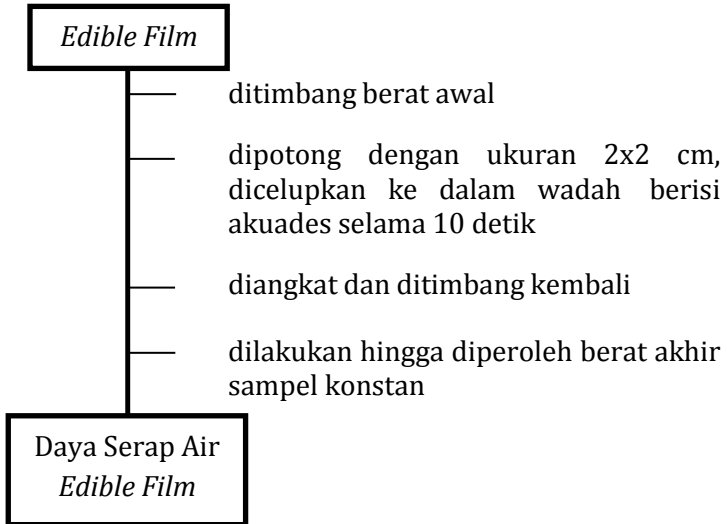 Edible Film
ditimbang berat awal
dipotong dengan ukuran 2x2 cm,
dicelupkan ke dalam wadah berisi
akuades selama 10 detik
diangkat dan ditimbang kembali
dilakukan hingga diperoleh berat akhir
sampel konstan
Daya Serap Air
Edible Film